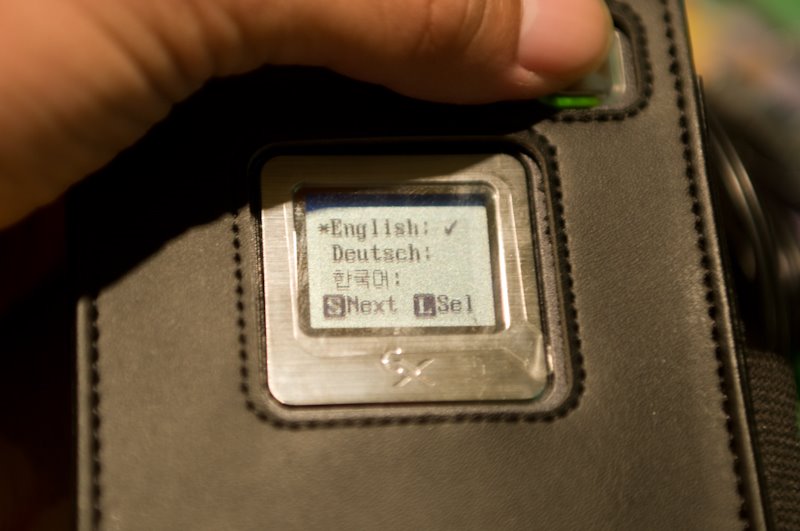 *English: ✓
Deutsch:
한국어:
S Next L Sel